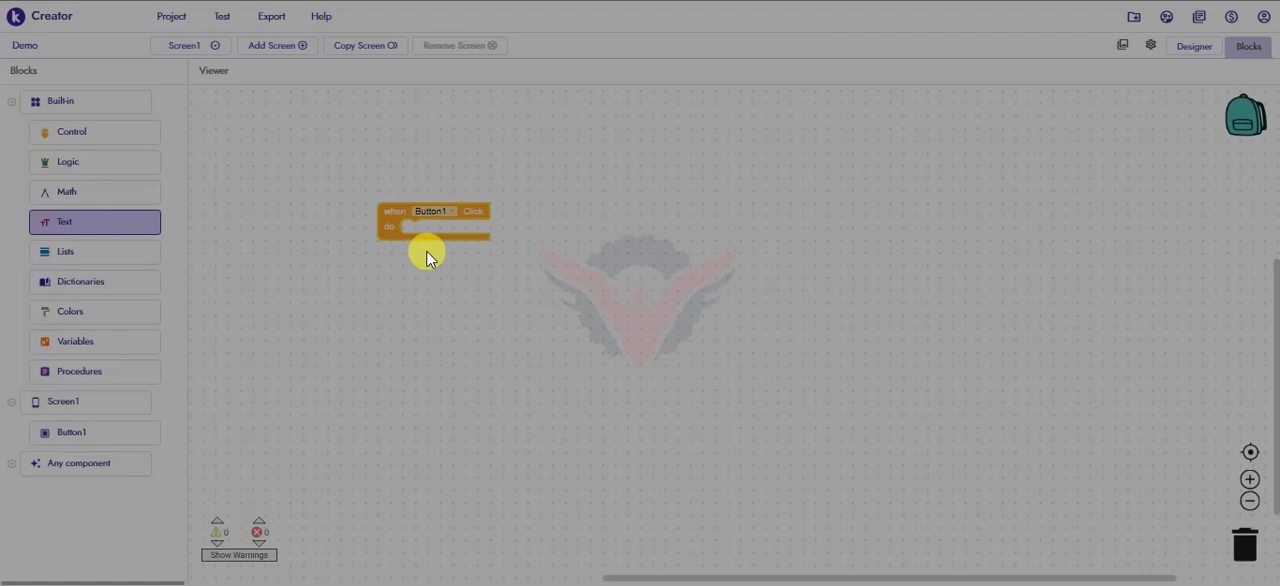 Creator
Project
Test
Export
Help
Demo
Screen1
Add Screen
Copy Screen
Remove Screen
Designer
Blocks
Blocks
Viewer
Built-in
Control
Logic
Math
Text
Lists
Dictionaries
Colors
Variables
Procedures
Screen1
Button1
Any component
when Button1 .Click
do
0
0
Show Warnings